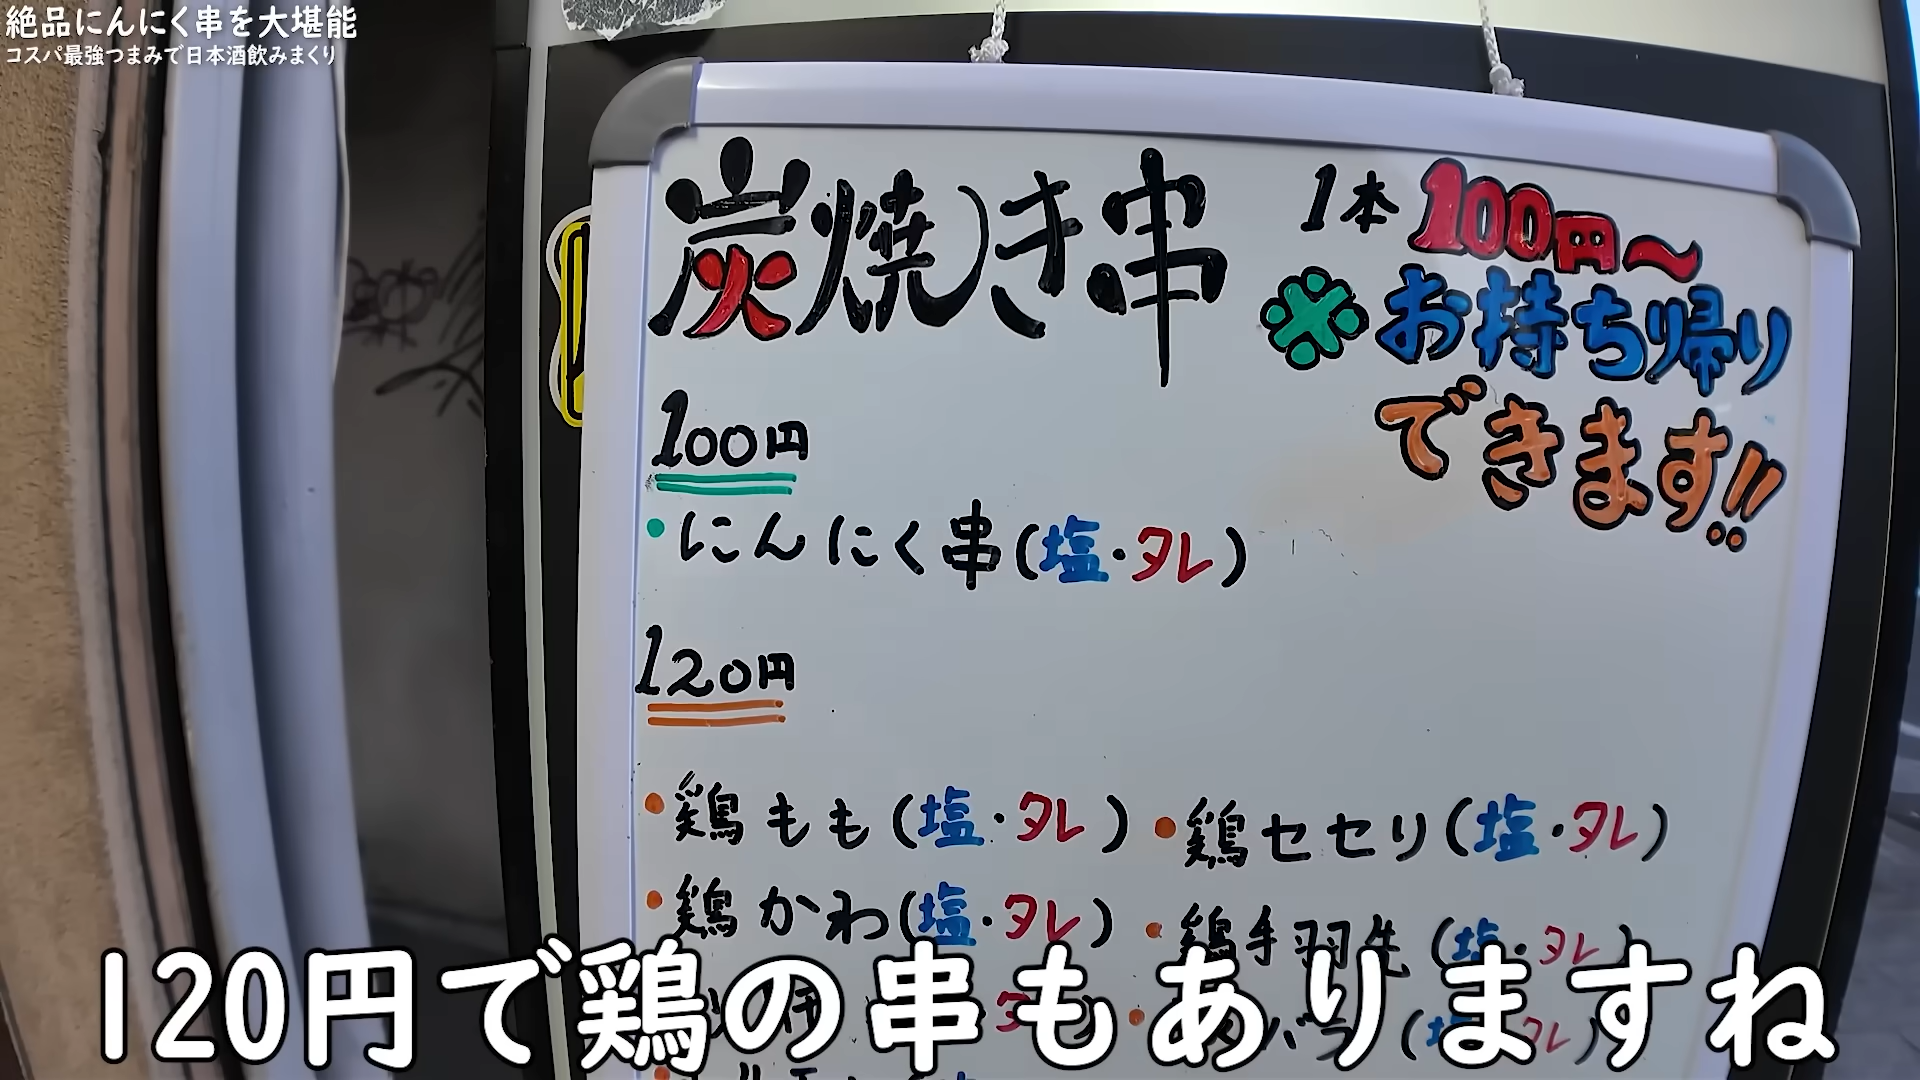 絶品にんにく串を大堪能
コスパ最強つまみで日本酒飲みまくり
炭焼き串
1本 100円～
※お持ち帰り
できます!!
100円
・にんにく串(塩・タレ)
120円
・鶏もも(塩・タレ) ・鶏セセリ(塩・タレ)
・鶏かわ(塩・タレ) ・鶏手羽先(塩・タレ)
120円で鶏の串もありますね